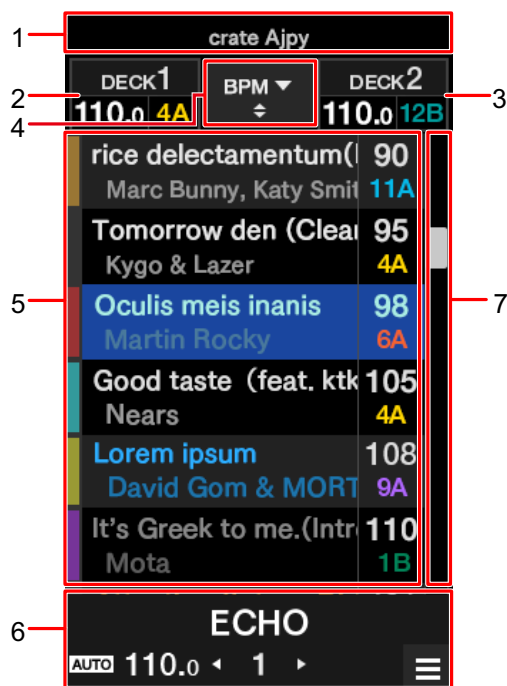 1
crate Ajpy
2
DECK1
110.0 4A
4
BPM ▼
DECK2
110.0 12B
3
5
rice delectamentum(
90
Marc Bunny, Katy Smit
11A
Tomorrow den (Clea
95
Kygo & Lazer
4A
Oculis meis inanis
98
Martin Rocky
6A
Good taste (feat. ktk
105
Nears
4A
Lorem ipsum
108
David Gom & MORT
9A
It's Greek to me.(Intr
110
Mota
1B
7
6
ECHO
AUTO 110.0 ◂ 1 ▸